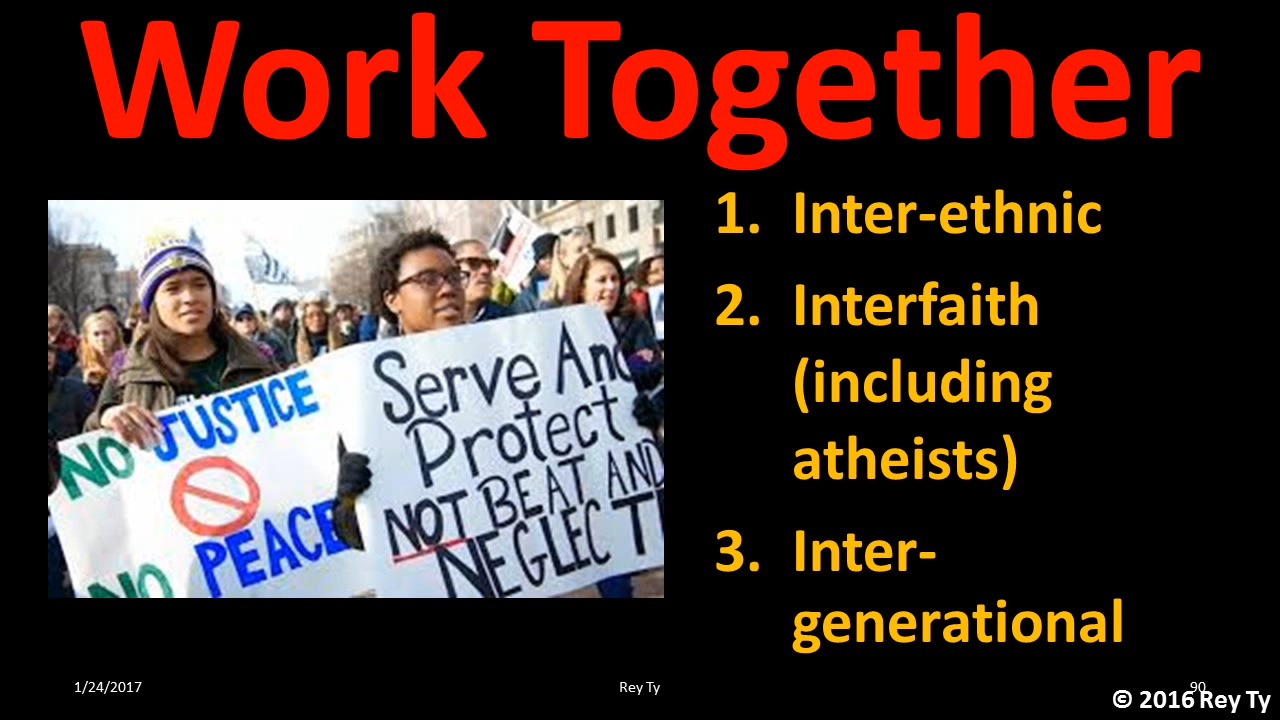 Work Together
1. Inter-ethnic
2. Interfaith
(including
atheists)
3. Inter-
generational
NO JUSTICE
NO PEACE
Serve And
Protect
NOT BEAT AND
NEGLECT
1/24/2017
Rey Ty
90
© 2016 Rey Ty